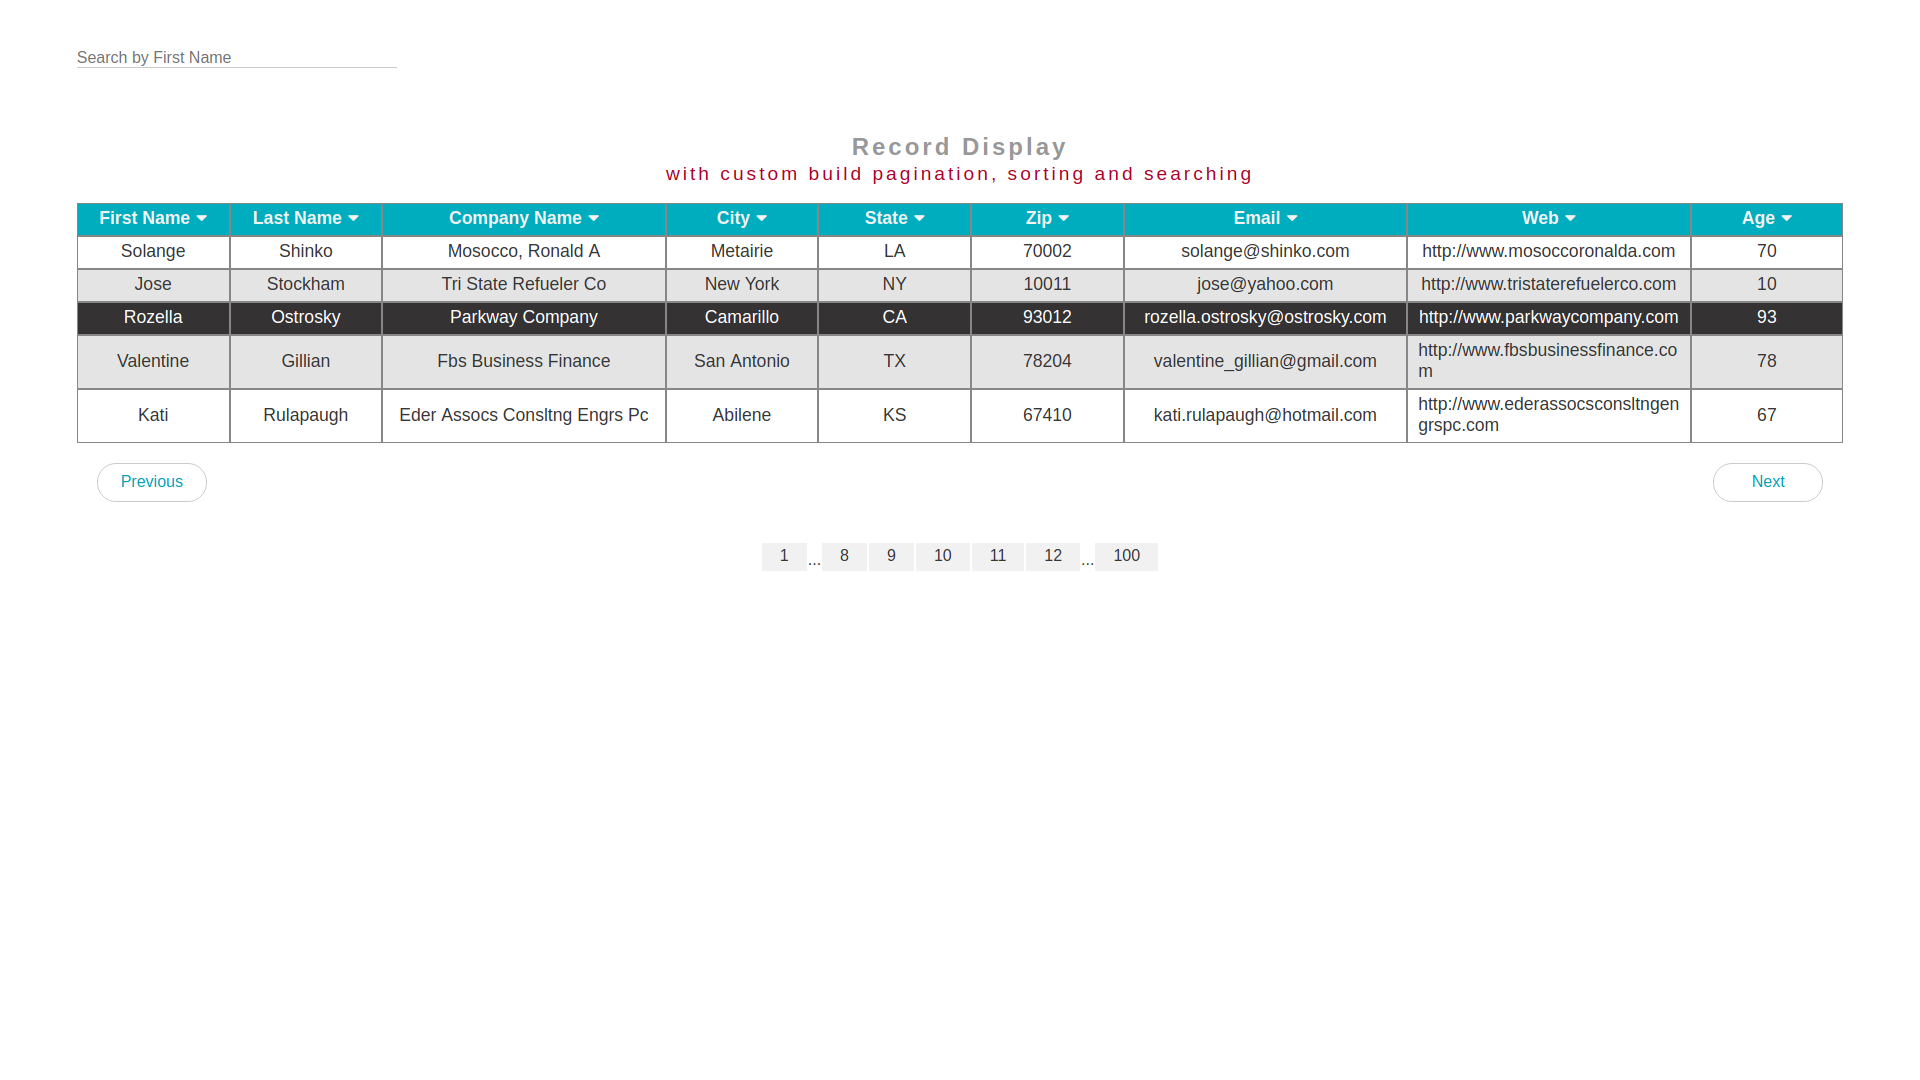 Search by First Name
Record Display
with custom build pagination, sorting and searching
First Name Last Name Company Name City State Zip Email Web Age
Solange Shinko Mosocco, Ronald A Metairie LA 70002 solange@shinko.com http://www.mosoccoronalda.com 70
Jose Stockham Tri State Refueler Co New York NY 10011 jose@yahoo.com http://www.tristaterefuelerco.com 10
Rozella Ostrosky Parkway Company Camarillo CA 93012 rozella.ostrosky@ostrosky.com http://www.parkwaycompany.com 93
Valentine Gillian Fbs Business Finance San Antonio TX 78204 valentine_gillian@gmail.com http://www.fbsbusinessfinance.co
m 78
Kati Rulapaugh Eder Assocs Consltng Engrs Pc Abilene KS 67410 kati.rulapaugh@hotmail.com http://www.ederassocsconsltngen
grspc.com 67
Previous Next
1 ... 8 9 10 11 12 ... 100